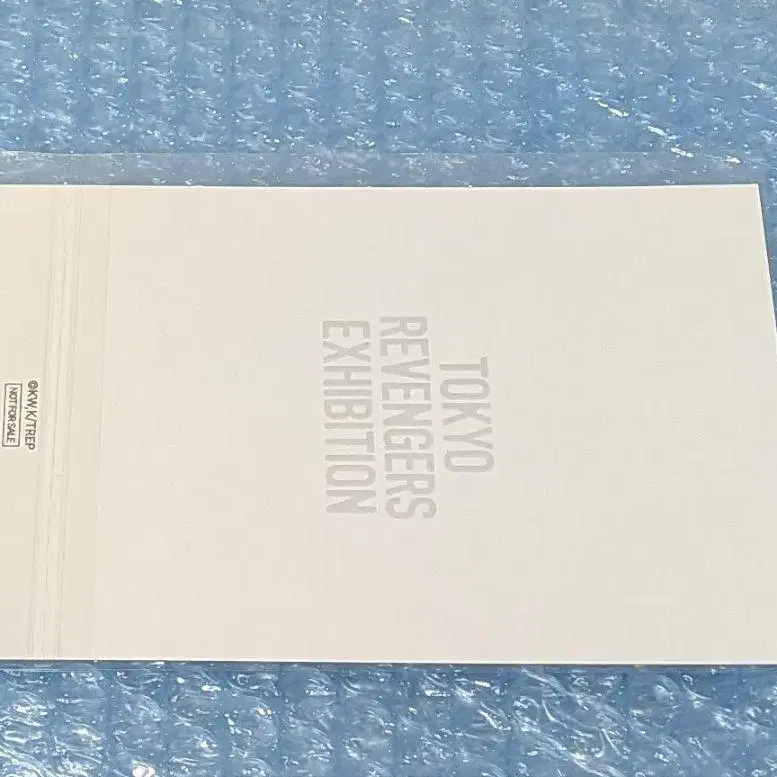 TOKYO
REVENGERS
EXHIBITION
©KW,K/TREP
NOT FOR SALE